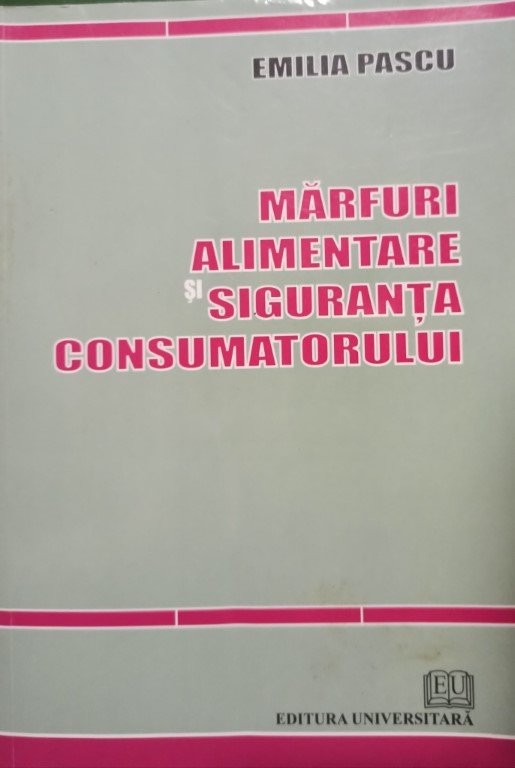 EMILIA PASCU
MĂRFURI
ALIMENTARE
ȘI SIGURANȚA
CONSUMATORULUI
EU
EDITURA UNIVERSITARĂ